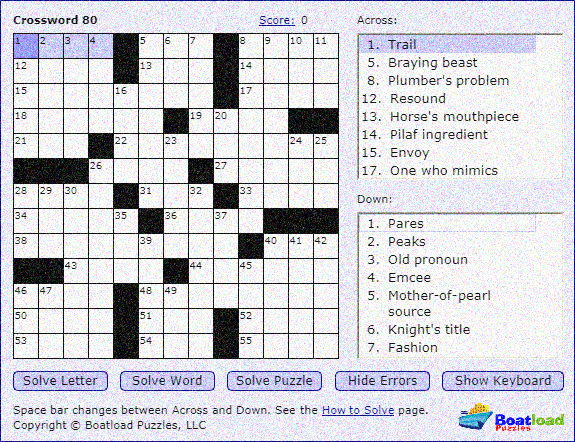 Crossword 80
Score: 0
1 2 3 4 5 6 7 8 9 10 11
12 13 14
15 16 17
18 19 20
21 22 23 24 25
26 27
28 29 30 31 32 33
34 35 36 37
38 39 40 41 42
43 44 45
46 47 48 49
50 51 52
53 54 55
Across:
1. Trail
5. Braying beast
8. Plumber's problem
12. Resound
13. Horse's mouthpiece
14. Pilaf ingredient
15. Envoy
17. One who mimics
Down:
1. Pares
2. Peaks
3. Old pronoun
4. Emcee
5. Mother-of-pearl
source
6. Knight's title
7. Fashion
Solve Letter Solve Word Solve Puzzle Hide Errors Show Keyboard
Space bar changes between Across and Down. See the How to Solve page.
Copyright © Boatload Puzzles, LLC
Boatload
Puzzles